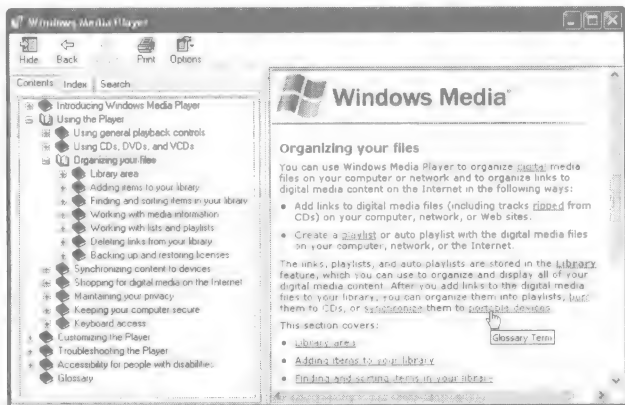 Windows Media Player
Hide Back Print Options
Contents Index Search
Introducing Windows Media Player
Using the Player
Using general playback controls
Using CDs, DVDs, and VCDs
Organizing your files
Library area
Adding items to your library
Finding and sorting items in your library
Working with media information
Working with lists and playlists
Deleting links from your library
Backing up and restoring licenses
Synchronizing content to devices
Shopping for digital media on the Internet
Maintaining your privacy
Keeping your computer secure
Keyboard access
Customizing the Player
Troubleshooting the Player
Accessibility for people with disabilities
Glossary
Windows Media
Organizing your files
You can use Windows Media Player to organize digital media
files on your computer or network and to organize links to
digital media content on the Internet in the following ways:
• Add links to digital media files (including tracks ripped from
CDs) on your computer, network, or Web sites.
• Create a playlist or auto playlist with the digital media files
on your computer, network, or the Internet.
The links, playlists, and auto playlists are stored in the Library
feature, which you can use to organize and display all of your
digital media content. After you add links to the digital media
files to your library, you can organize them into playlists, burn
them to CDs, or synchronize them to portable devices.
Glossary Term
This section covers:
• Library area
• Adding items to your library
• Finding and sorting items in your library